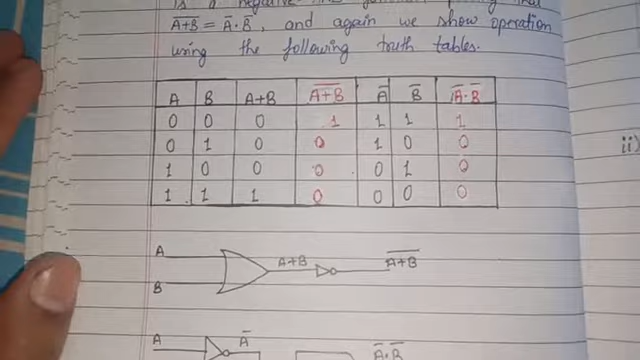 is a negative
A̅+̅B̅ = A̅·B̅, and again we show operation
using the following truth tables.
A B A+B A̅+̅B̅ A̅ B̅ A̅·B̅
0 0 0 1 1 1 1
0 1 0 0 1 0 0
1 0 0 0 0 1 0
1 1 1 0 0 0 0
ii)
A
A+B A̅+̅B̅
B
A A̅
A̅·B̅